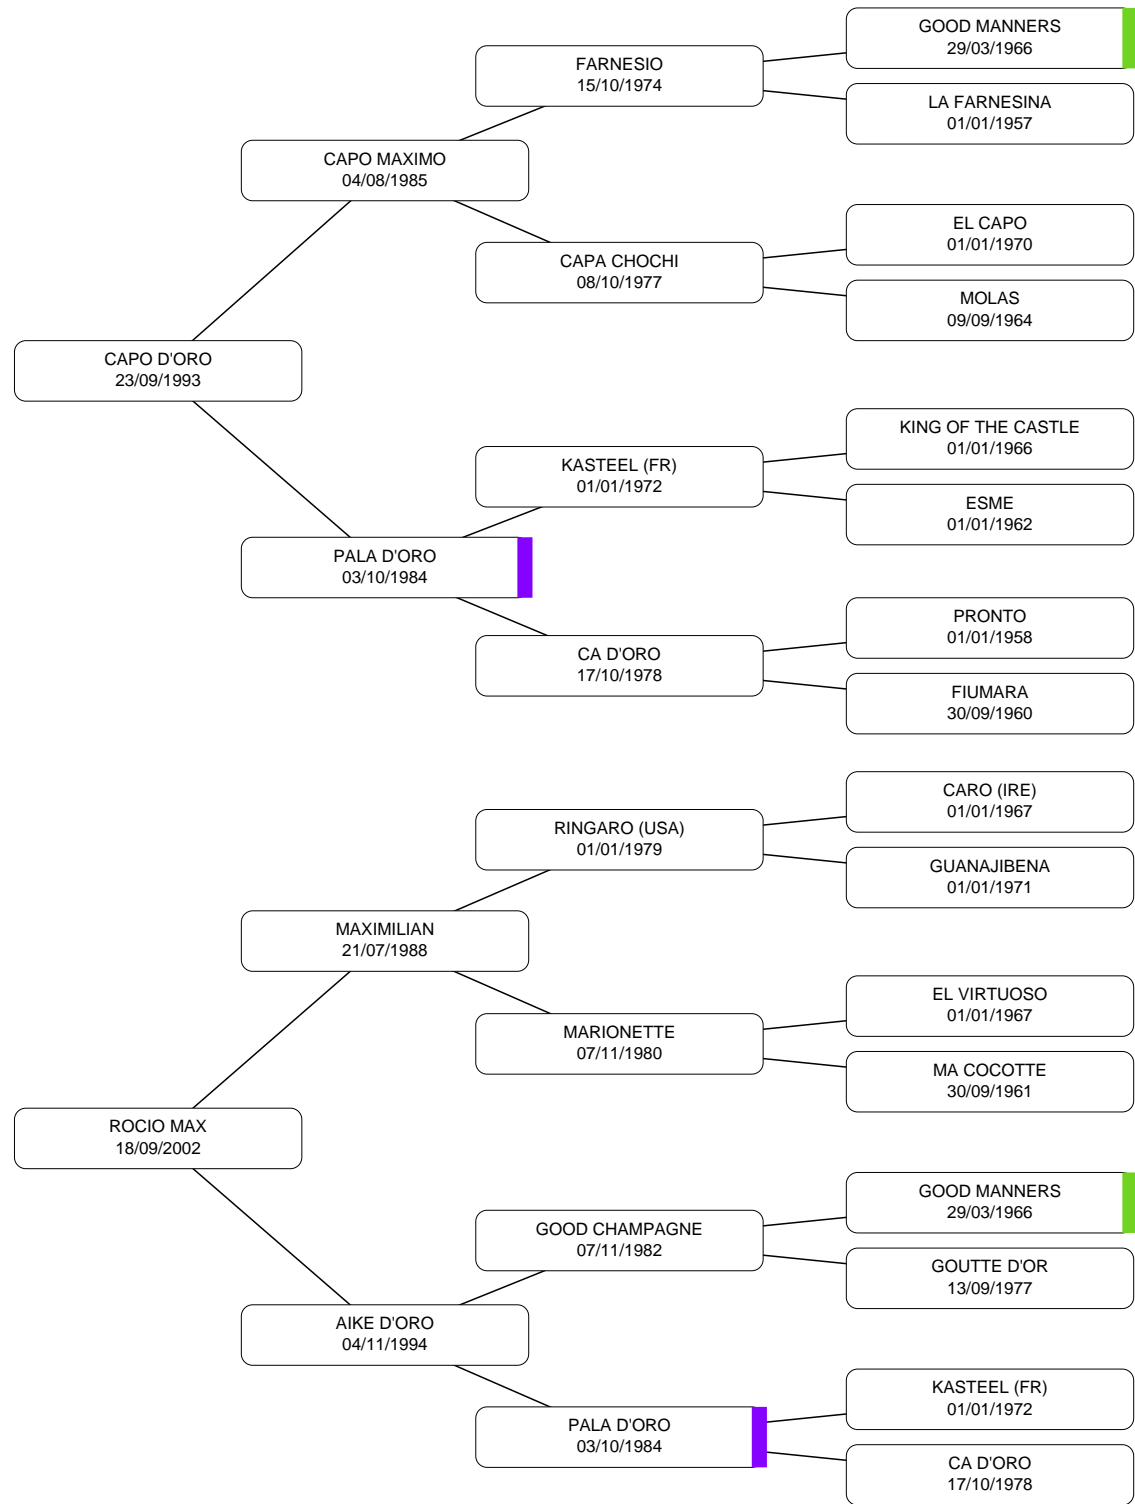 GOOD MANNERS
29/03/1966
FARNESIO
15/10/1974
LA FARNESINA
01/01/1957
CAPO MAXIMO
04/08/1985
EL CAPO
01/01/1970
CAPA CHOCHI
08/10/1977
MOLAS
09/09/1964
CAPO D'ORO
23/09/1993
KING OF THE CASTLE
01/01/1966
KASTEEL (FR)
01/01/1972
ESME
01/01/1962
PALA D'ORO
03/10/1984
PRONTO
01/01/1958
CA D'ORO
17/10/1978
FIUMARA
30/09/1960
CARO (IRE)
01/01/1967
RINGARO (USA)
01/01/1979
GUANAJIBENA
01/01/1971
MAXIMILIAN
21/07/1988
EL VIRTUOSO
01/01/1967
MARIONETTE
07/11/1980
MA COCOTTE
30/09/1961
ROCIO MAX
18/09/2002
GOOD MANNERS
29/03/1966
GOOD CHAMPAGNE
07/11/1982
GOUTTE D'OR
13/09/1977
AIKE D'ORO
04/11/1994
KASTEEL (FR)
01/01/1972
PALA D'ORO
03/10/1984
CA D'ORO
17/10/1978